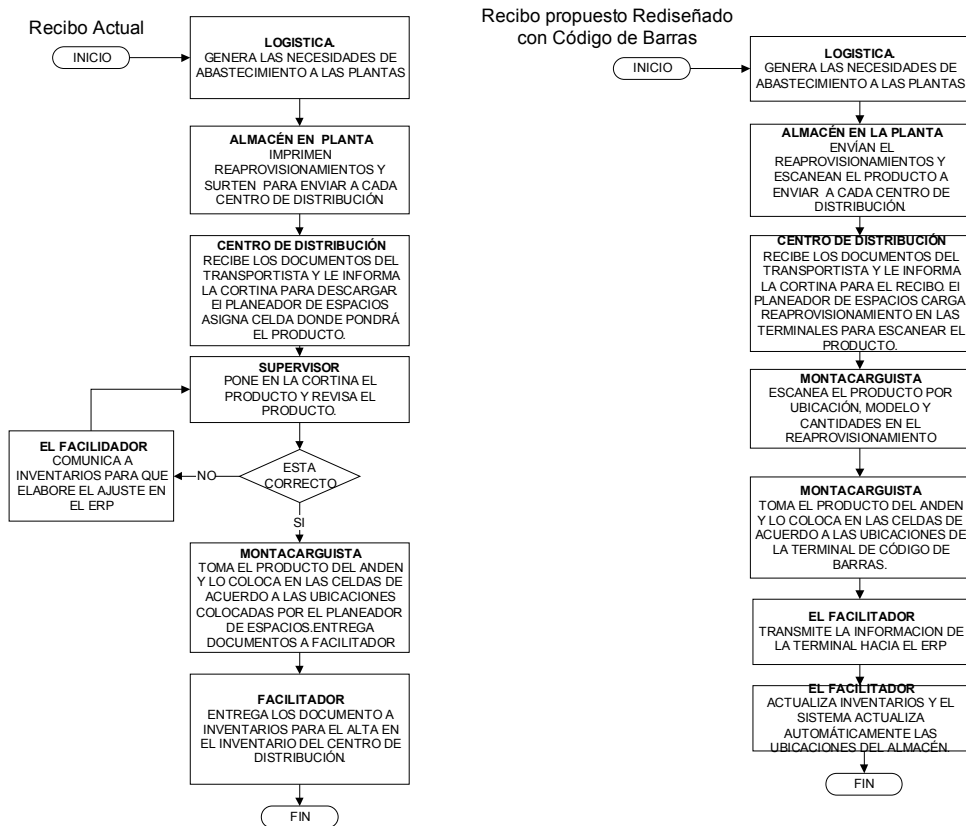 Recibo Actual
INICIO
LOGISTICA.
GENERA LAS NECESIDADES DE
ABASTECIMIENTO A LAS PLANTAS
ALMACÉN EN PLANTA
IMPRIMEN
REAPROVISIONAMIENTOS Y
SURTEN PARA ENVIAR A CADA
CENTRO DE DISTRIBUCIÓN
CENTRO DE DISTRIBUCIÓN
RECIBE LOS DOCUMENTOS DEL
TRANSPORTISTA Y LE INFORMA
LA CORTINA PARA DESCARGAR.
El PLANEADOR DE ESPACIOS
ASIGNA CELDA DONDE PONDRÁ
EL PRODUCTO.
SUPERVISOR
PONE EN LA CORTINA EL
PRODUCTO Y REVISA EL
PRODUCTO.
EL FACILIDADOR
COMUNICA A
INVENTARIOS PARA QUE
ELABORE EL AJUSTE EN
EL ERP
NO
ESTA
CORRECTO
SI
MONTACARGUISTA
TOMA EL PRODUCTO DEL ANDEN
Y LO COLOCA EN LAS CELDAS DE
ACUERDO A LAS UBICACIONES
COLOCADAS POR EL PLANEADOR
DE ESPACIOS.ENTREGA
DOCUMENTOS A FACILITADOR
FACILITADOR
ENTREGA LOS DOCUMENTO A
INVENTARIOS PARA EL ALTA EN
EL INVENTARIO DEL CENTRO DE
DISTRIBUCIÓN.
FIN
Recibo propuesto Rediseñado
con Código de Barras
INICIO
LOGISTICA.
GENERA LAS NECESIDADES DE
ABASTECIMIENTO A LAS PLANTAS
ALMACÉN EN LA PLANTA
ENVÍAN EL
REAPROVISIONAMIENTOS Y
ESCANEAN EL PRODUCTO A
ENVIAR A CADA CENTRO DE
DISTRIBUCIÓN.
CENTRO DE DISTRIBUCIÓN
RECIBE LOS DOCUMENTOS DEL
TRANSPORTISTA Y LE INFORMA
LA CORTINA PARA EL RECIBO. El
PLANEADOR DE ESPACIOS CARGA
REAPROVISIONAMIENTO EN LAS
TERMINALES PARA ESCANEAR EL
PRODUCTO.
MONTACARGUISTA
ESCANEA EL PRODUCTO POR
UBICACIÓN, MODELO Y
CANTIDADES EN EL
REAPROVISIONAMIENTO
MONTACARGUISTA
TOMA EL PRODUCTO DEL ANDEN
Y LO COLOCA EN LAS CELDAS DE
ACUERDO A LAS UBICACIONES DE
LA TERMINAL DE CÓDIGO DE
BARRAS.
EL FACILITADOR
TRANSMITE LA INFORMACION DE
LA TERMINAL HACIA EL ERP
EL FACILITADOR
ACTUALIZA INVENTARIOS Y EL
SISTEMA ACTUALIZA
AUTOMÁTICAMENTE LAS
UBICACIONES DEL ALMACÉN.
FIN